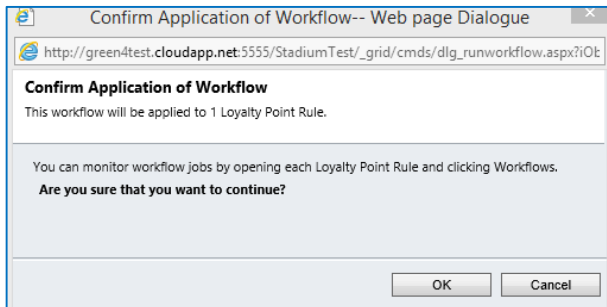 Confirm Application of Workflow-- Web page Dialogue
http://green4test.cloudapp.net:5555/StadiumTest/_grid/cmds/dlg_runworkflow.aspx?iOb
Confirm Application of Workflow
This workflow will be applied to 1 Loyalty Point Rule.
You can monitor workflow jobs by opening each Loyalty Point Rule and clicking Workflows.
Are you sure that you want to continue?
OK Cancel